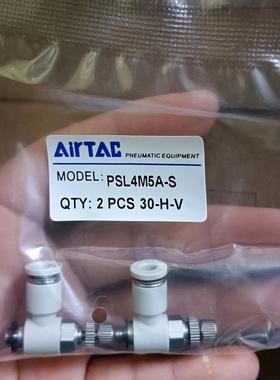 AirTAC
PNEUMATIC EQUIPMENT
MODEL: PSL4M5A-S
QTY: 2 PCS 30-H-V